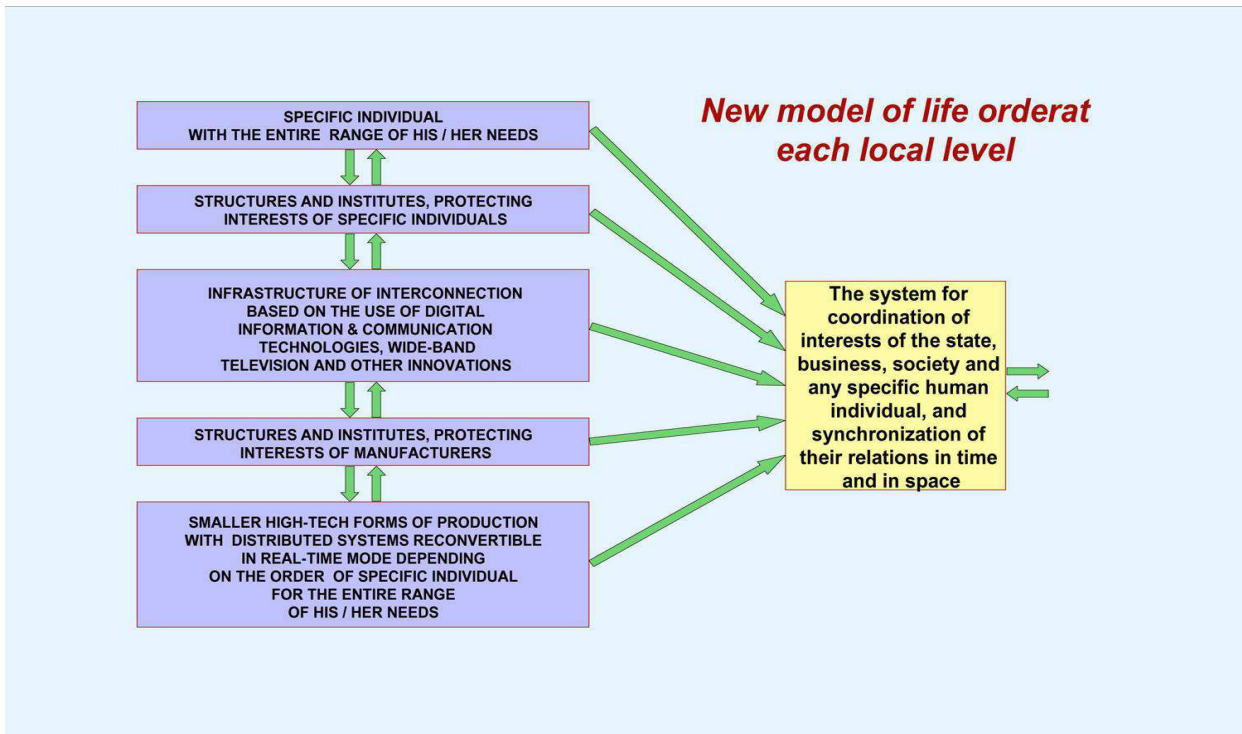 New model of life orderat
each local level
SPECIFIC INDIVIDUAL
WITH THE ENTIRE RANGE OF HIS / HER NEEDS
STRUCTURES AND INSTITUTES, PROTECTING
INTERESTS OF SPECIFIC INDIVIDUALS
INFRASTRUCTURE OF INTERCONNECTION
BASED ON THE USE OF DIGITAL
INFORMATION & COMMUNICATION
TECHNOLOGIES, WIDE-BAND
TELEVISION AND OTHER INNOVATIONS
STRUCTURES AND INSTITUTES, PROTECTING
INTERESTS OF MANUFACTURERS
SMALLER HIGH-TECH FORMS OF PRODUCTION
WITH DISTRIBUTED SYSTEMS RECONVERTIBLE
IN REAL-TIME MODE DEPENDING
ON THE ORDER OF SPECIFIC INDIVIDUAL
FOR THE ENTIRE RANGE
OF HIS / HER NEEDS
The system for
coordination of
interests of the state,
business, society and
any specific human
individual, and
synchronization of
their relations in time
and in space